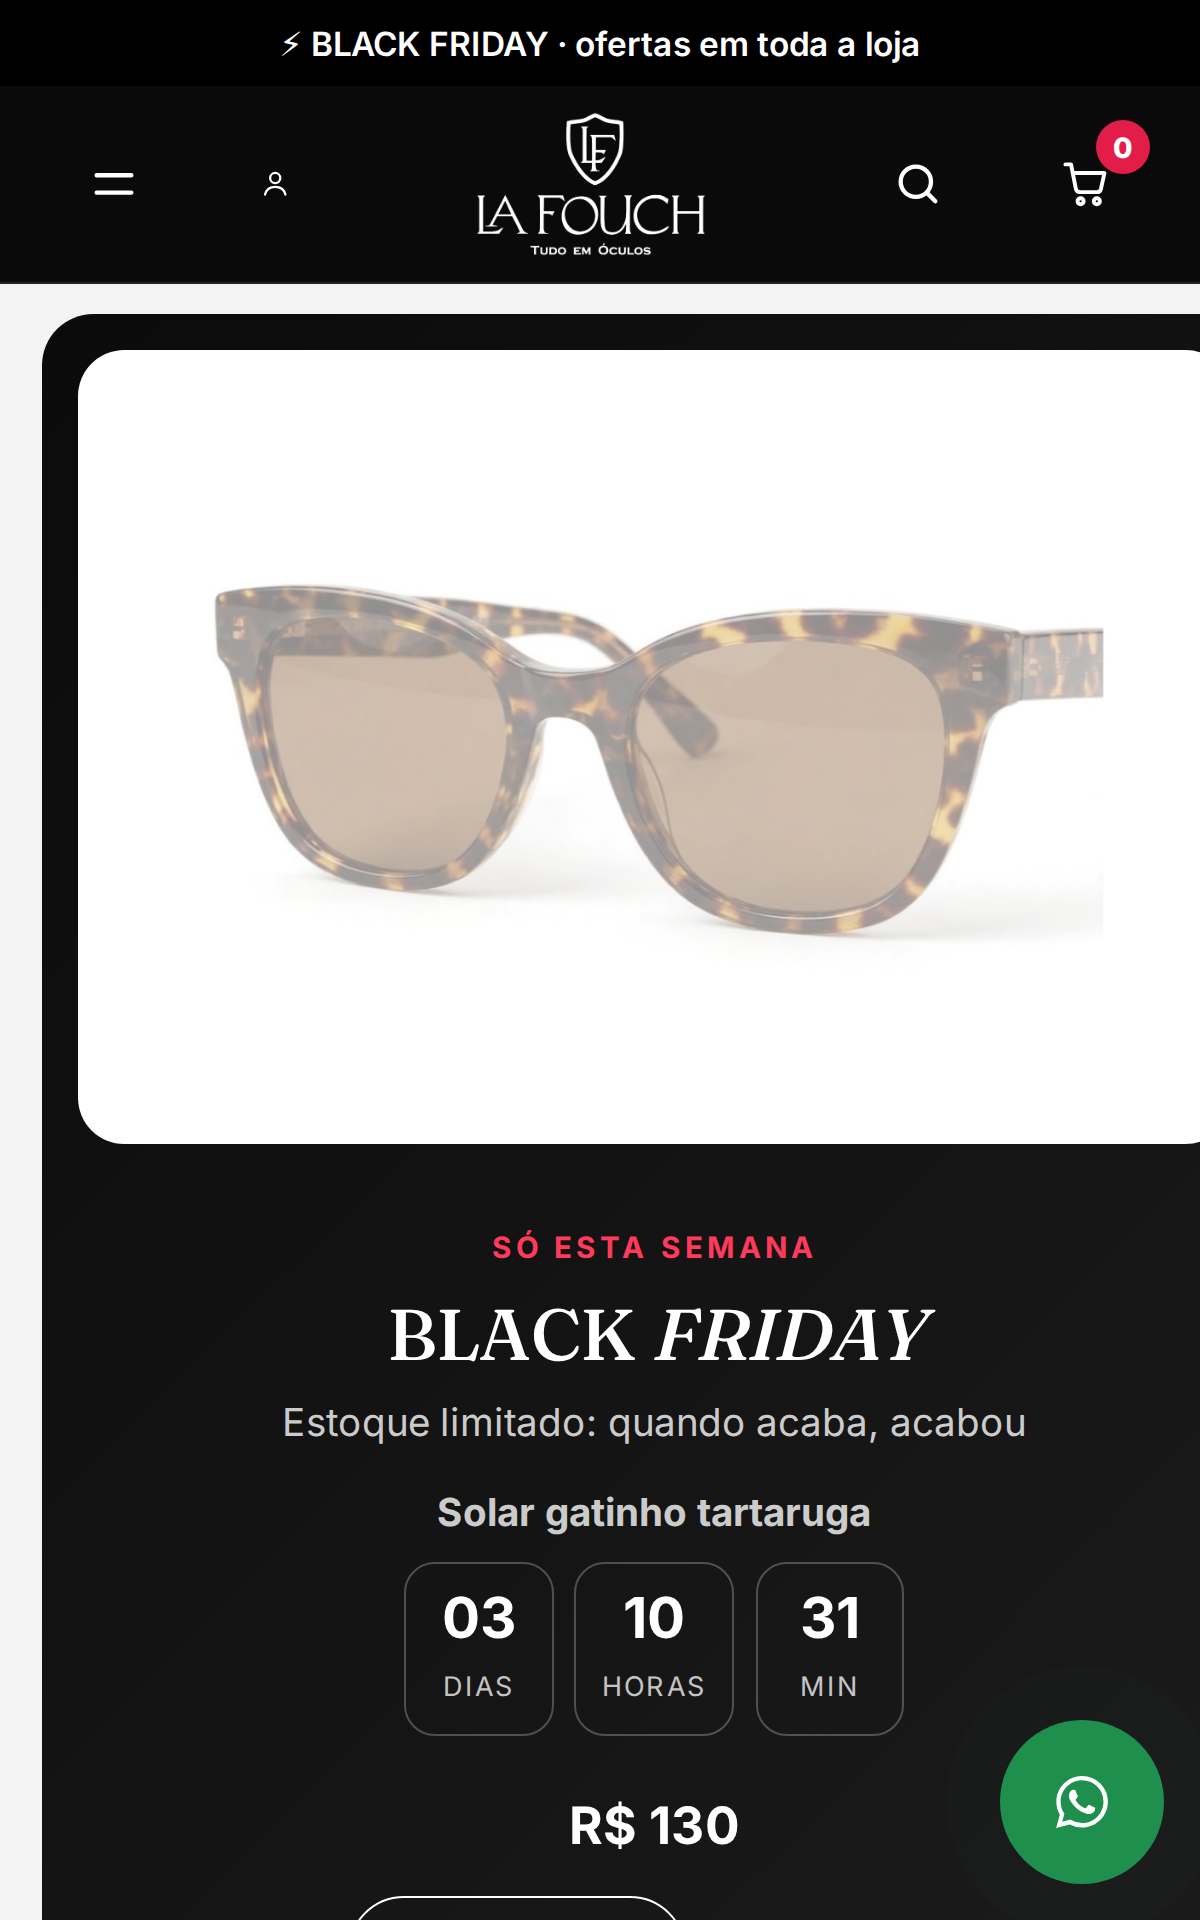 ⚡ BLACK FRIDAY · ofertas em toda a loja
0
LF
LA FOUCH
TUDO EM ÓCULOS
SÓ ESTA SEMANA
BLACK FRIDAY
Estoque limitado: quando acaba, acabou
Solar gatinho tartaruga
03 10 31
DIAS HORAS MIN
R$ 130